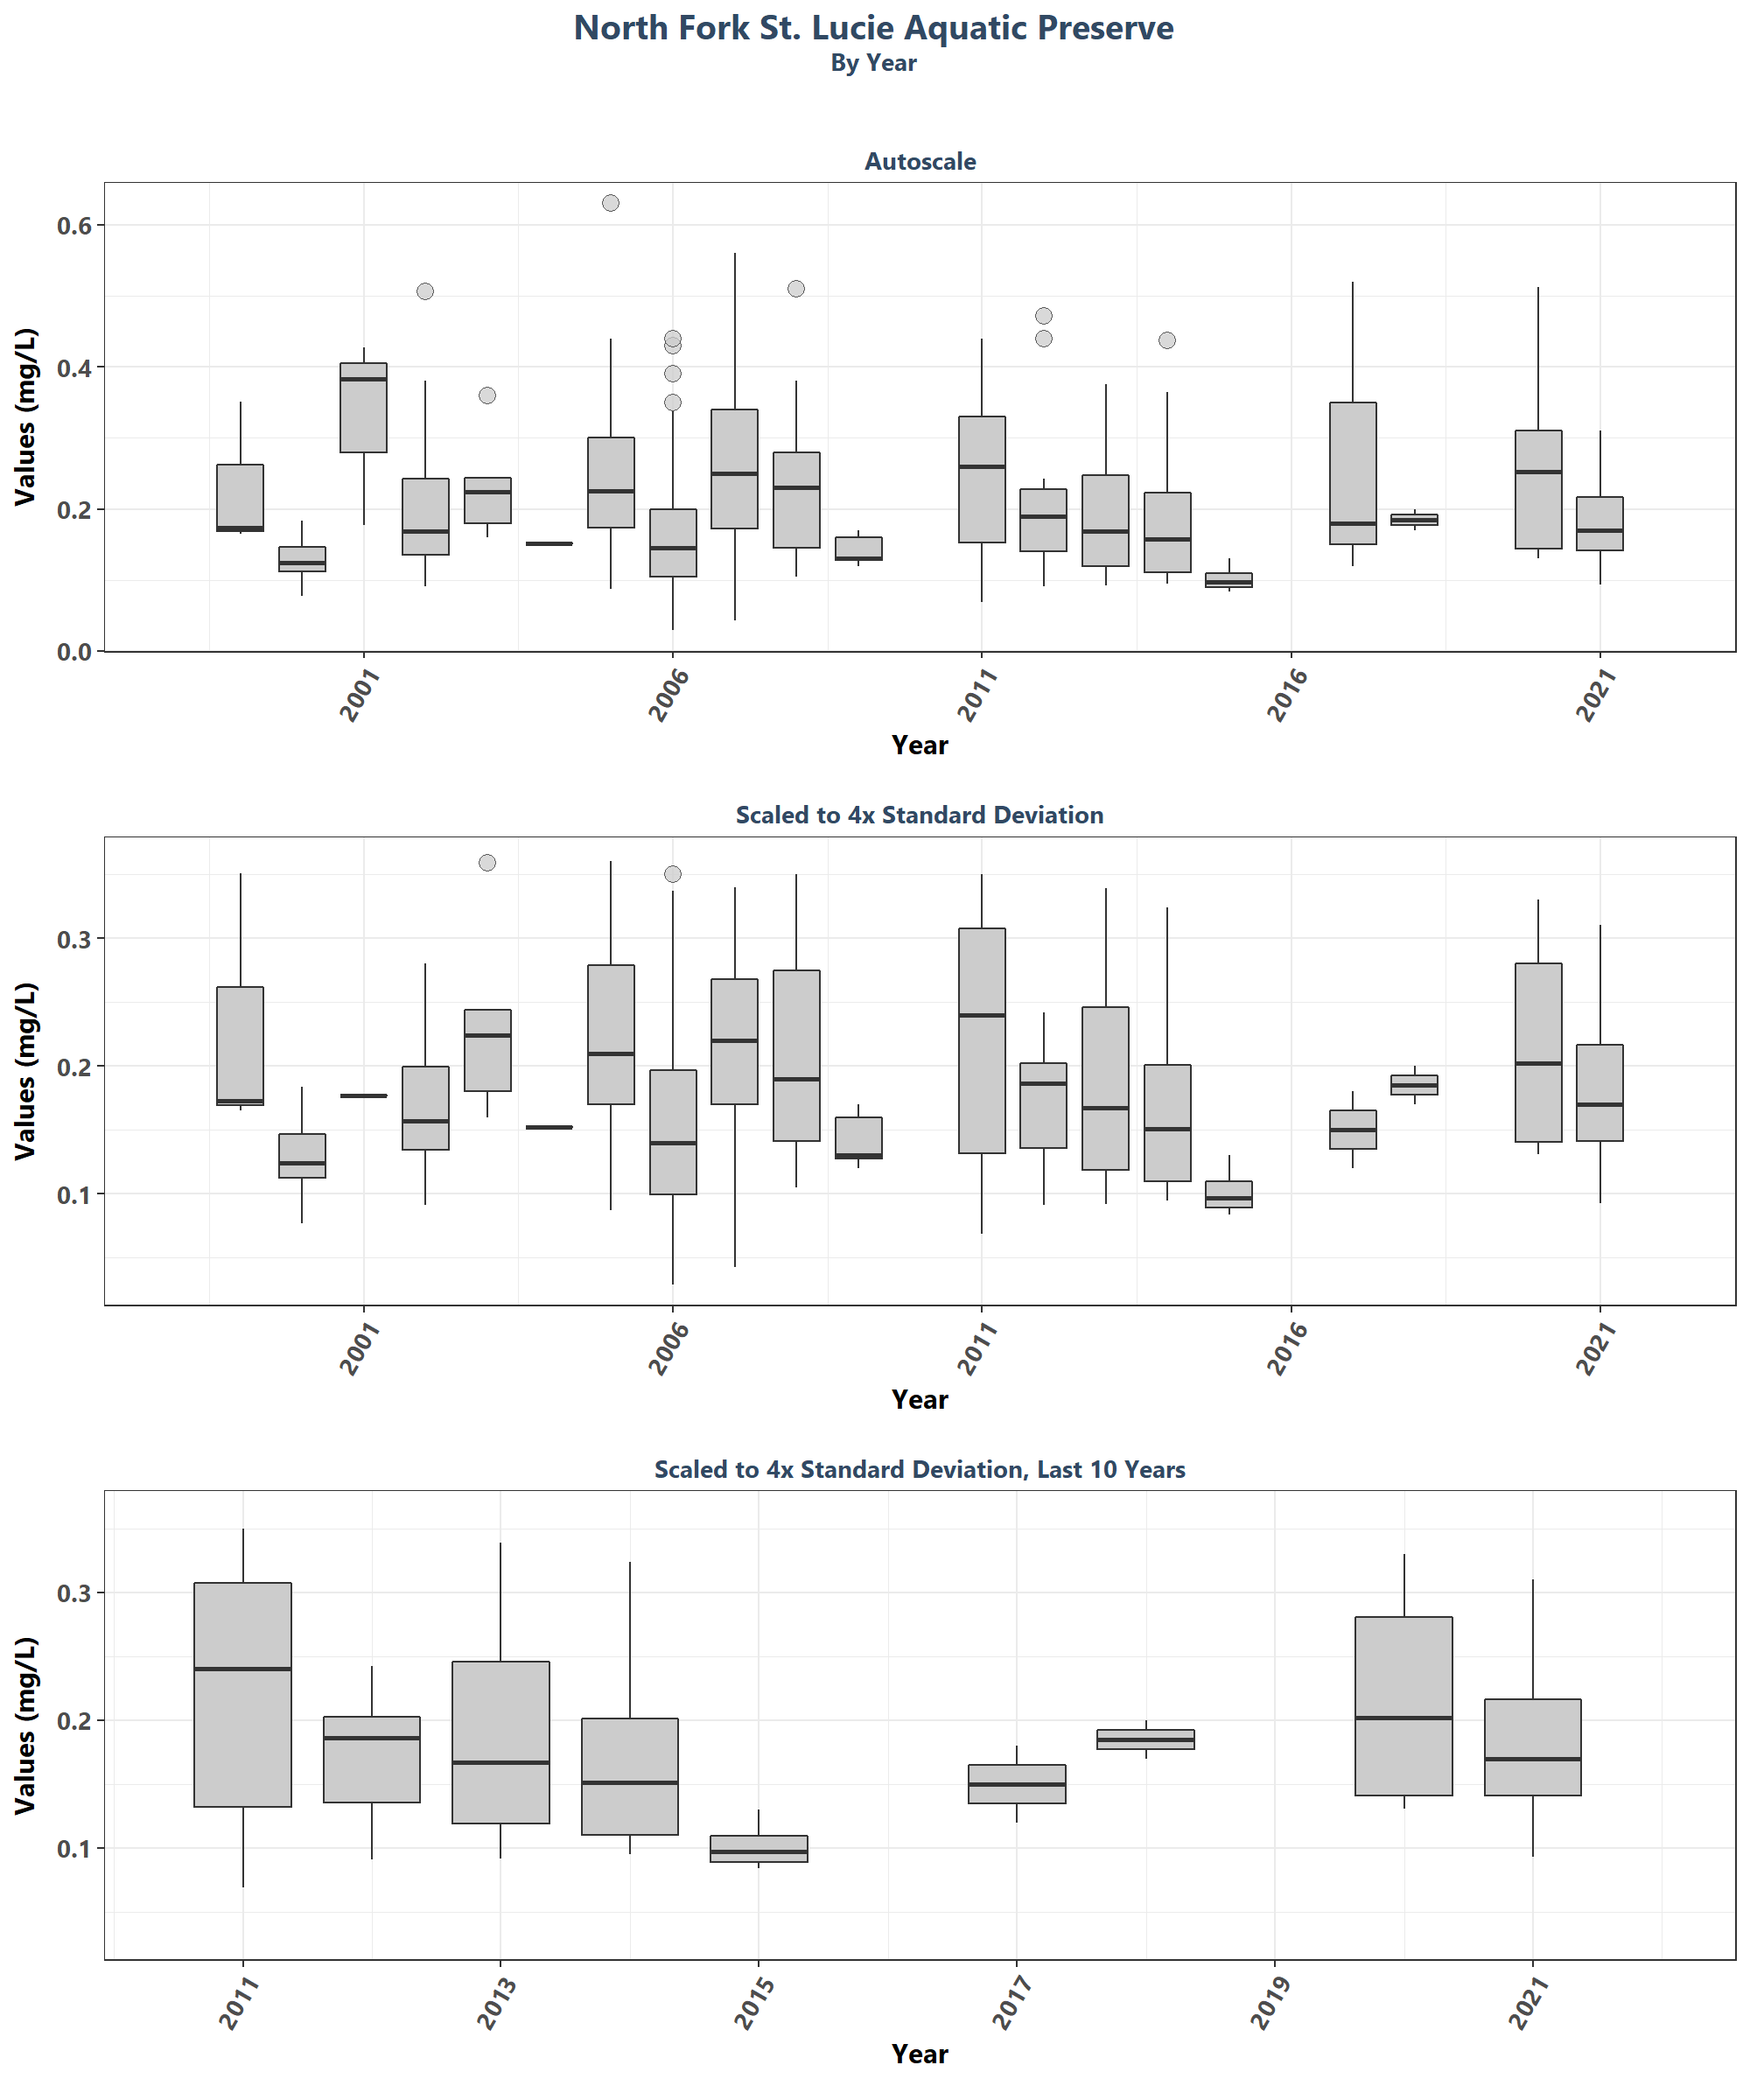 North Fork St. Lucie Aquatic Preserve
By Year
Autoscale
Values (mg/L)
0.6
0.4
0.2
0.0
2001
2006
2011
2016
2021
Year
Scaled to 4x Standard Deviation
Values (mg/L)
0.3
0.2
0.1
2001
2006
2011
2016
2021
Year
Scaled to 4x Standard Deviation, Last 10 Years
Values (mg/L)
0.3
0.2
0.1
2011
2013
2015
2017
2019
2021
Year